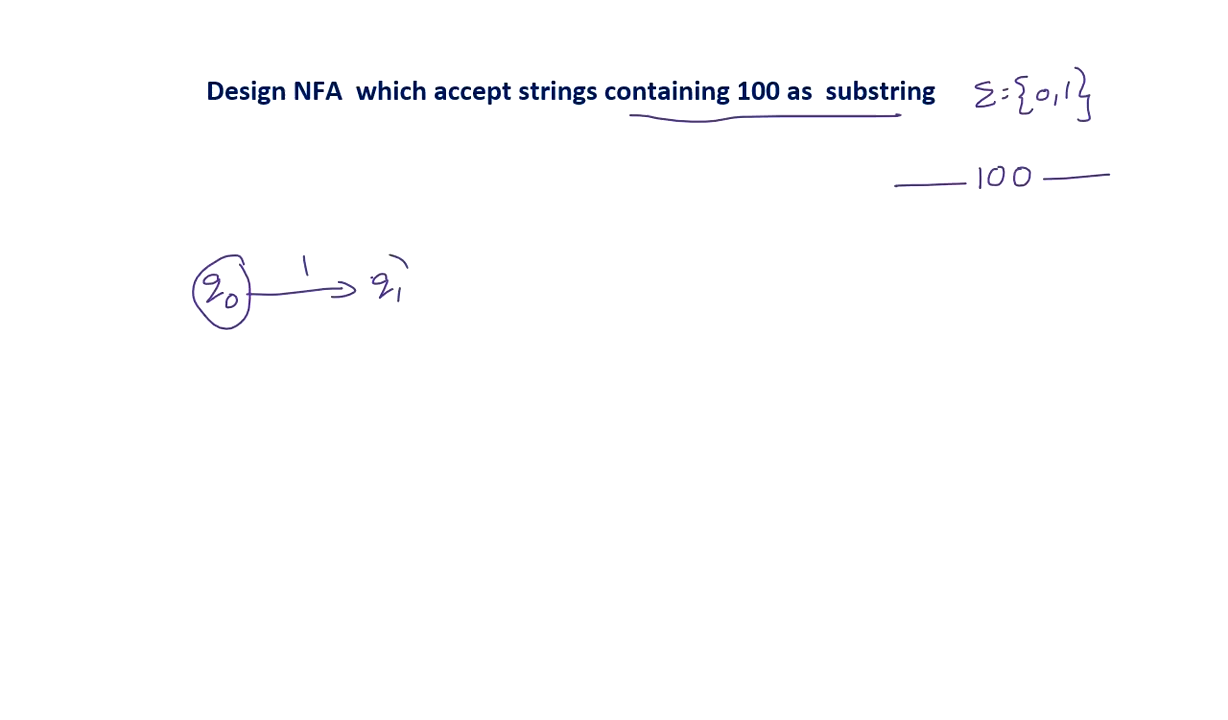 Design NFA which accept strings containing 100 as substring Σ={0,1}
100
q₀ 1 q₁